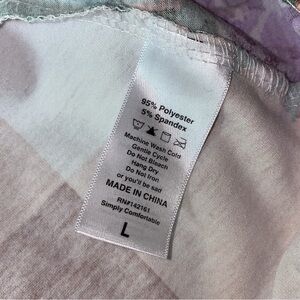 95% Polyester
5% Spandex
Machine Wash Cold
Gentle Cycle
Do Not Bleach
Hang Dry
Do Not Iron
or you'll be sad
MADE IN CHINA
RN#142161
Simply Comfortable
L